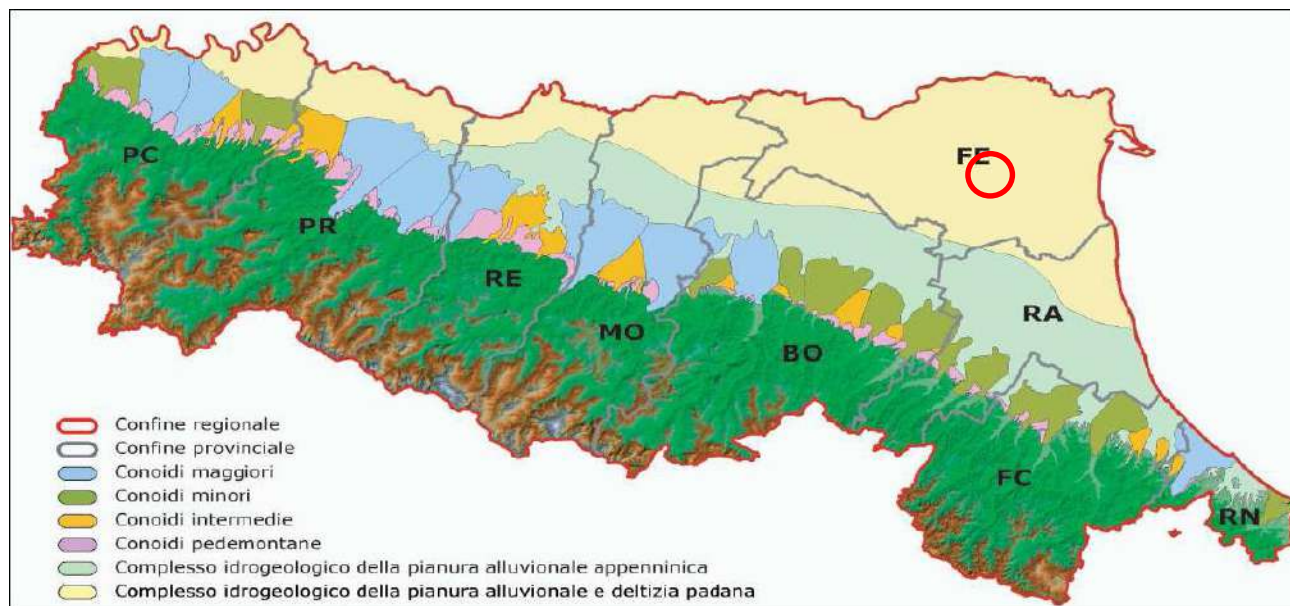 FE
PC
PR
RA
RE
MO
BO
FC
RN
Confine regionale
Confine provinciale
Conoidi maggiori
Conoidi minori
Conoidi intermedie
Conoidi pedemontane
Complesso idrogeologico della pianura alluvionale appenninica
Complesso idrogeologico della pianura alluvionale e deltizia padana